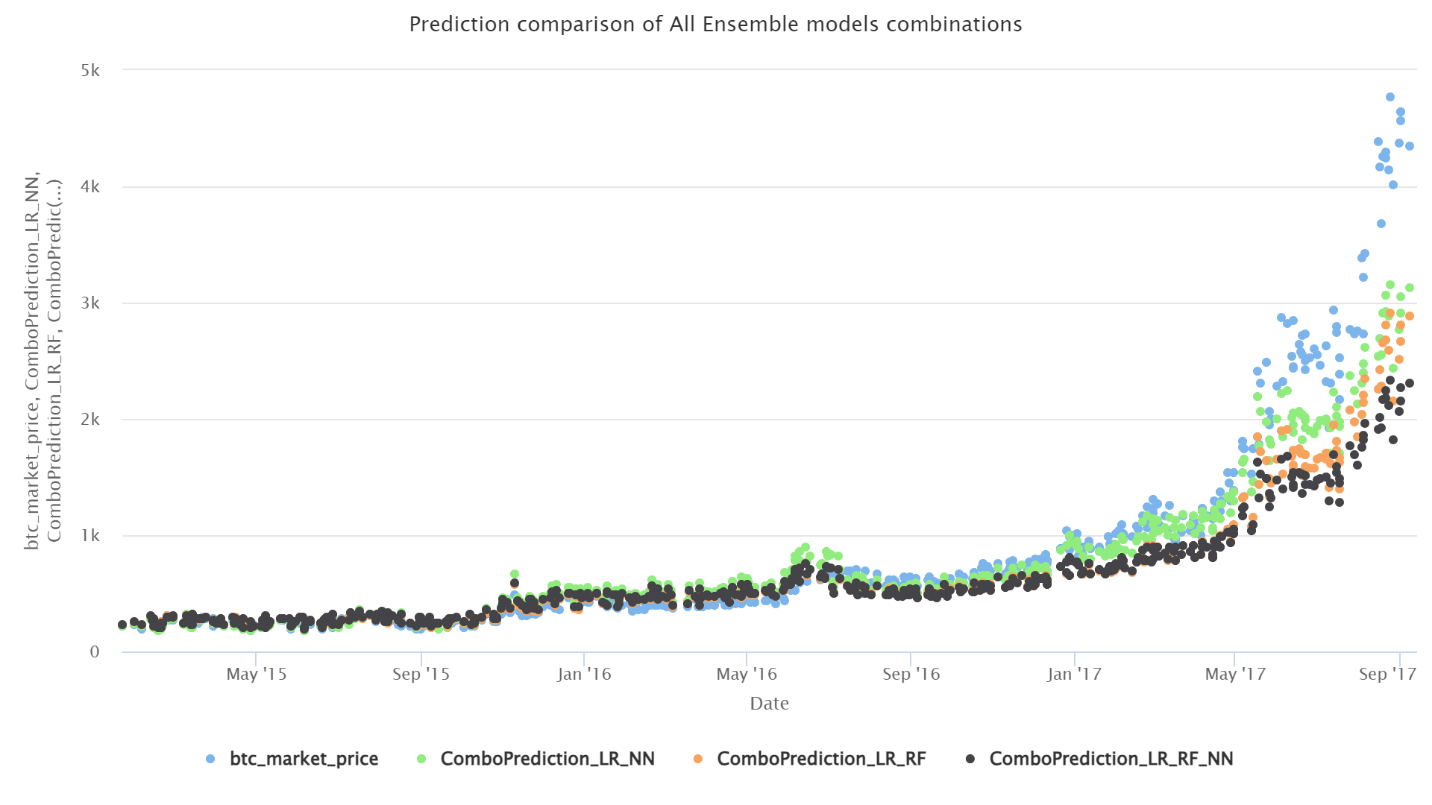 Prediction comparison of All Ensemble models combinations
btc_market_price, ComboPrediction_LR_NN,
ComboPrediction_LR_RF, ComboPredic(...)
5k
4k
3k
2k
1k
0
May '15
Sep '15
Jan '16
May '16
Sep '16
Jan '17
May '17
Sep '17
Date
btc_market_price
ComboPrediction_LR_NN
ComboPrediction_LR_RF
ComboPrediction_LR_RF_NN